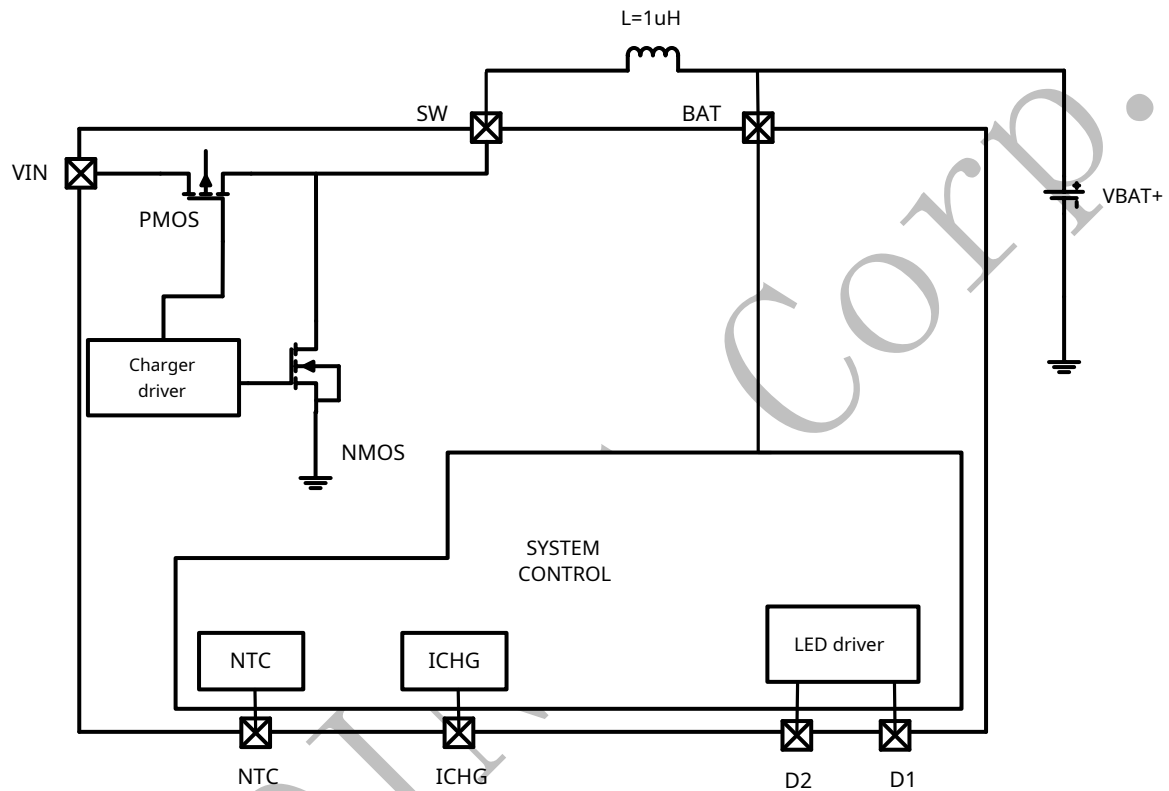 L=1uH
SW
BAT
VIN
PMOS
VBAT+
Charger
driver
NMOS
SYSTEM
CONTROL
NTC
ICHG
LED driver
NTC
ICHG
D2
D1
Corp.